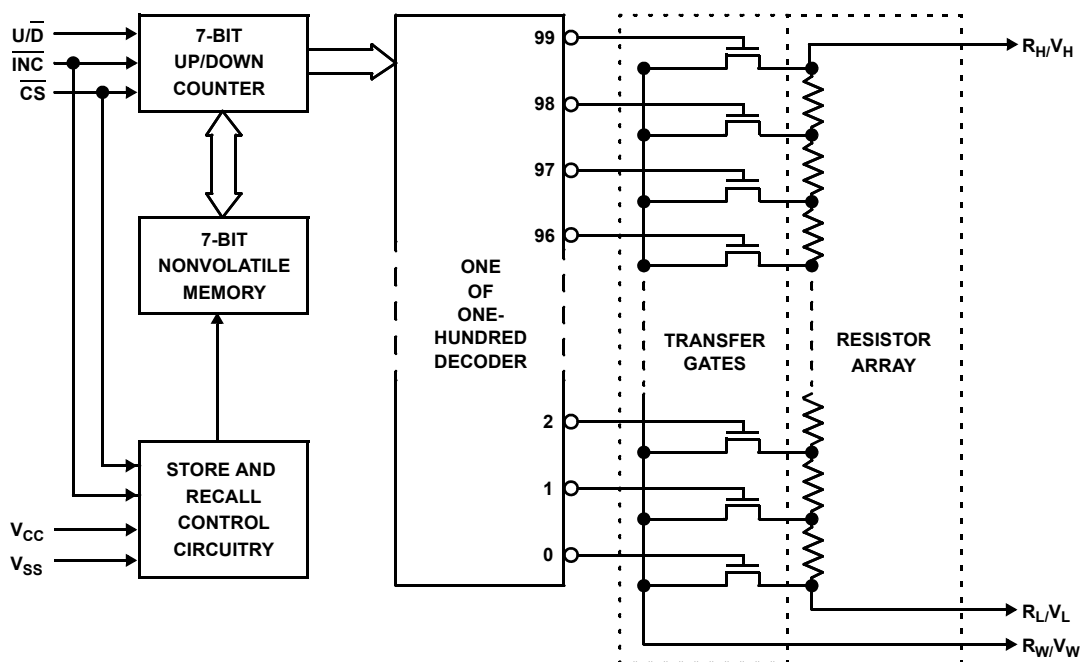 U/D̅
I̅N̅C̅
C̅S̅
7-BIT
UP/DOWN
COUNTER
7-BIT
NONVOLATILE
MEMORY
STORE AND
RECALL
CONTROL
CIRCUITRY
VCC
VSS
ONE
OF
ONE-
HUNDRED
DECODER
99
98
97
96
2
1
0
TRANSFER
GATES
RESISTOR
ARRAY
RH/VH
RL/VL
RW/VW